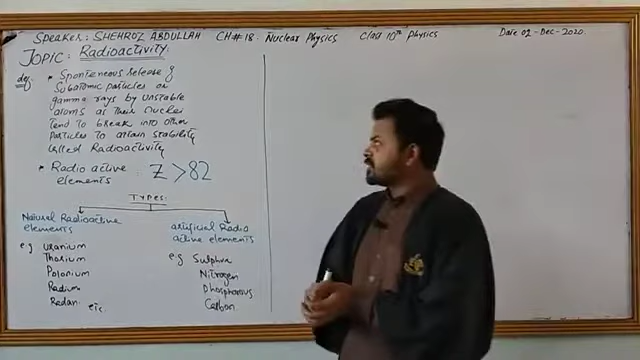 Speaker: SHEHROZ ABDULLAH CH#18: Nuclear Physics Class 10th Physics Date 02-Dec-2020.
TOPIC: Radioactivity:
def:
• Spontaneous release of
Subatomic particles or
gamma rays by unstable
atoms as their nuclei
tend to break into other
particles to attain stability
called Radioactivity
• Radio active Z > 82
elements
TYPES:
Natural Radioactive
elements
e.g Uranium
Thorium
Polonium
Radium
Radan etc.
artificial Radio
active elements
e.g Sulphur
Nitrogen
Phosphorous
Carbon